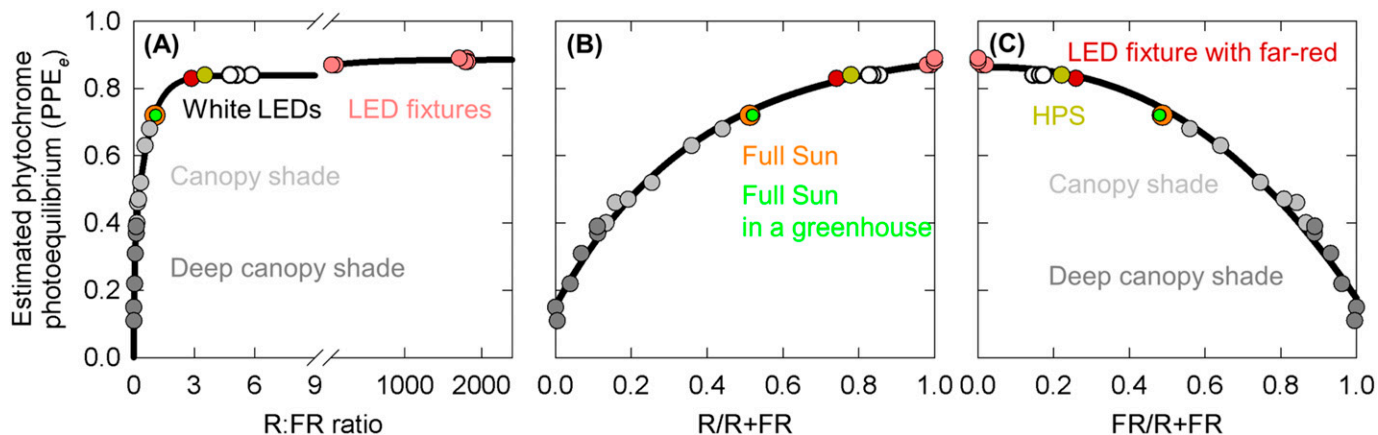 Estimated phytochrome
photoequilibrium (PPEe)
1.0
0.8
0.6
0.4
0.2
0.0
(A)
White LEDs
LED fixtures
Canopy shade
Deep canopy shade
0 3 6 9 1000 2000
R:FR ratio
(B)
Full Sun
Full Sun
in a greenhouse
0.0 0.2 0.4 0.6 0.8 1.0
R/R+FR
(C)
LED fixture with far-red
HPS
Canopy shade
Deep canopy shade
0.0 0.2 0.4 0.6 0.8 1.0
FR/R+FR